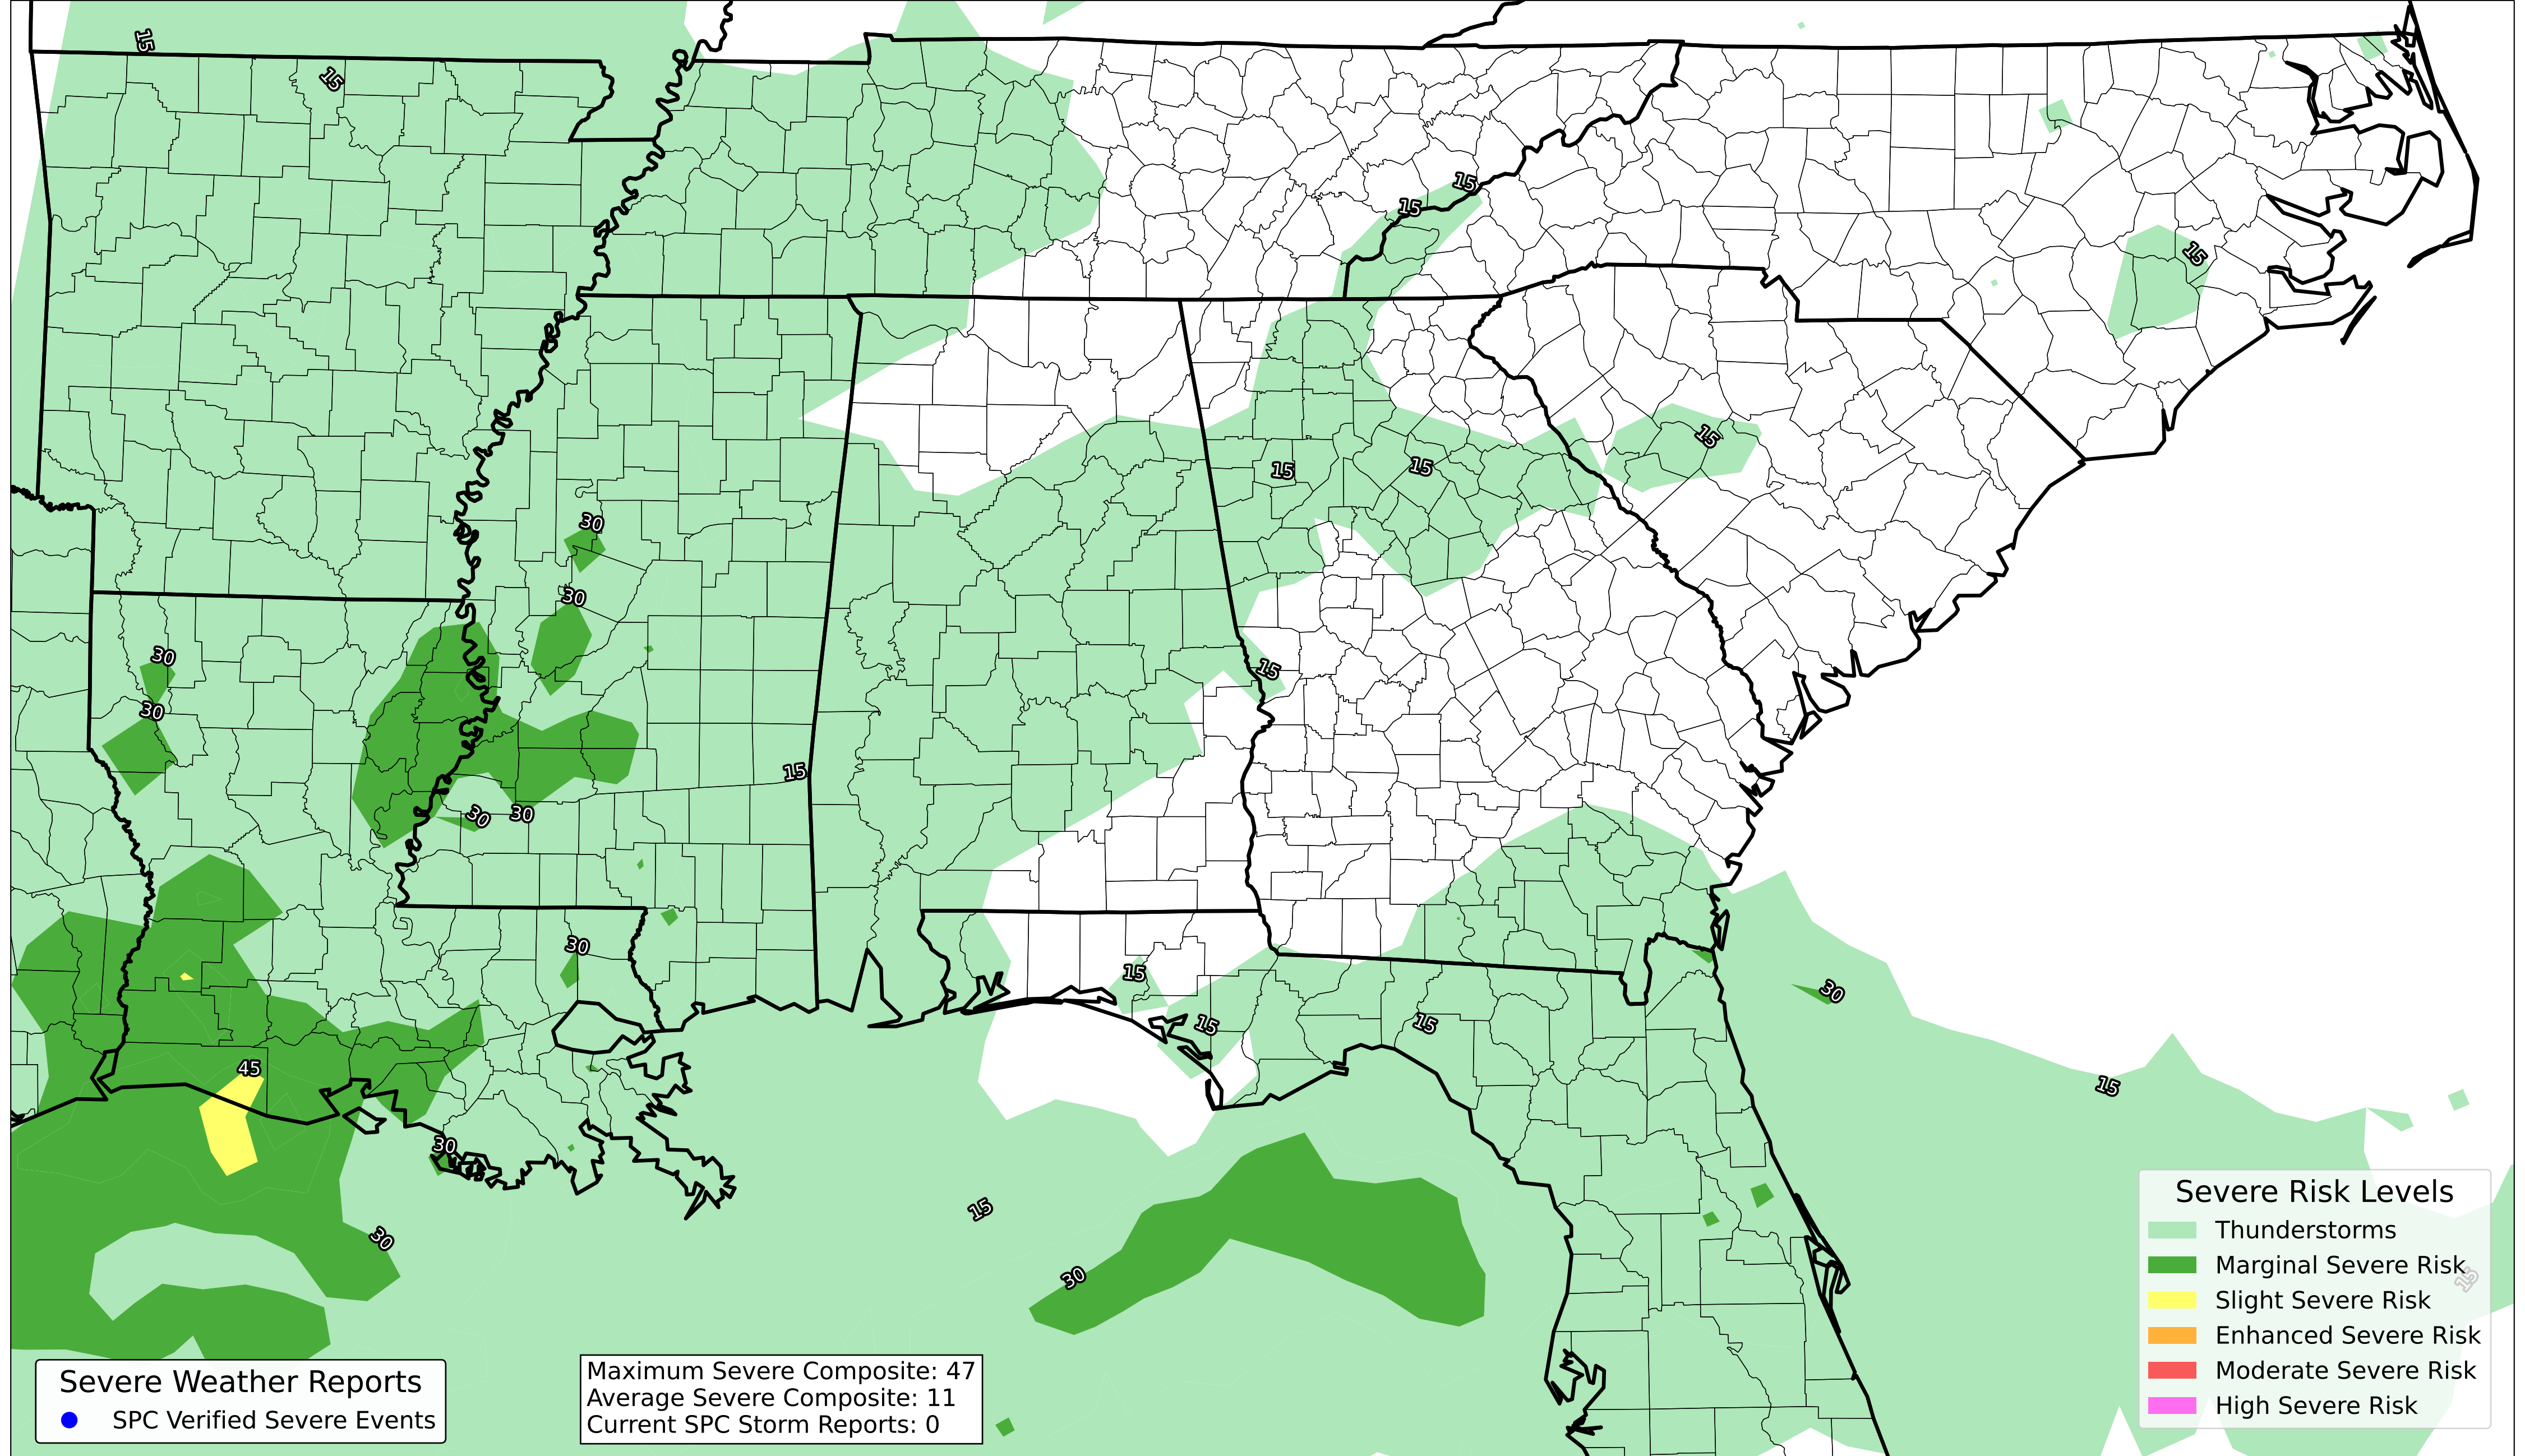 15
15
15
15
15
15
15
15
30
30
30
15
30
15
30
30
15
30
15
30
15
15
45
15
30
15
30
30
15
Severe Risk Levels
Thunderstorms
Marginal Severe Risk
Slight Severe Risk
Enhanced Severe Risk
Moderate Severe Risk
High Severe Risk
Severe Weather Reports
SPC Verified Severe Events
Maximum Severe Composite: 47
Average Severe Composite: 11
Current SPC Storm Reports: 0